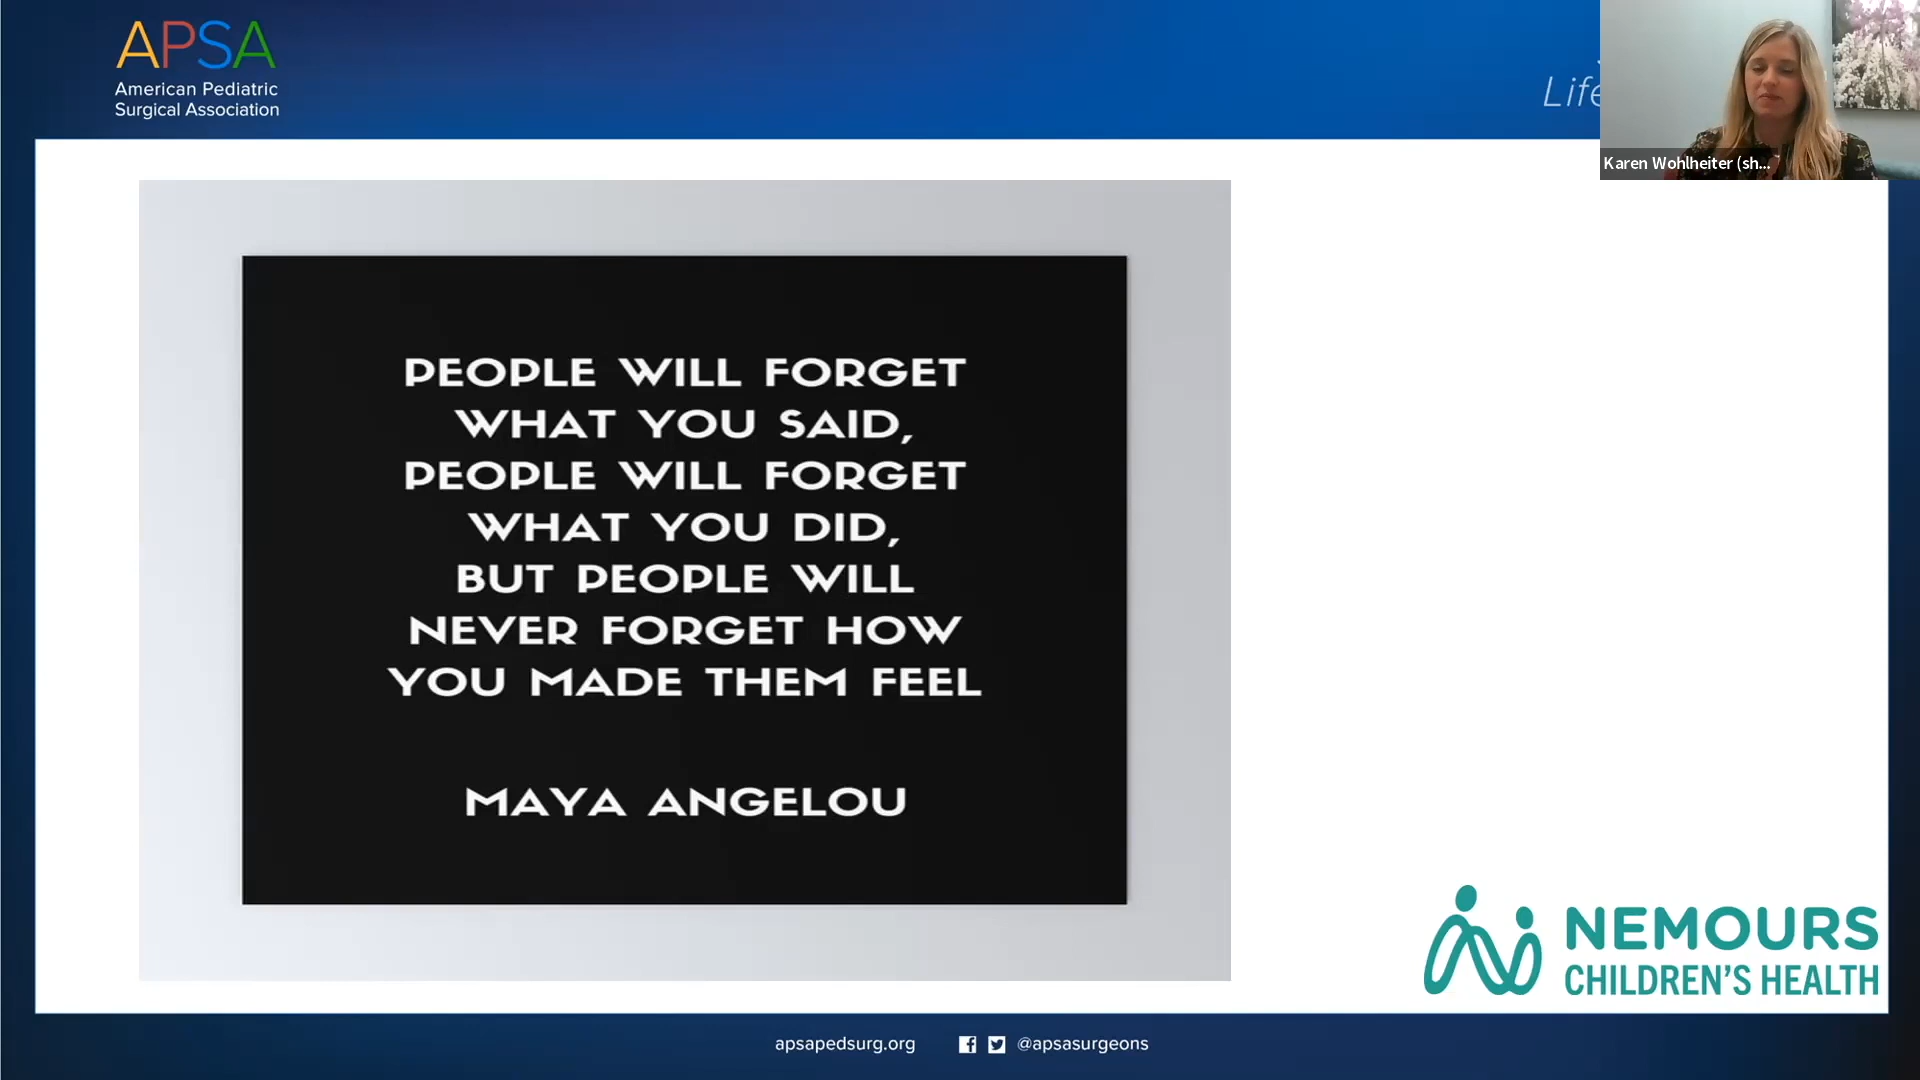 APSA
American Pediatric
Surgical Association
Life
Karen Wohlheiter (sh...
PEOPLE WILL FORGET
WHAT YOU SAID,
PEOPLE WILL FORGET
WHAT YOU DID,
BUT PEOPLE WILL
NEVER FORGET HOW
YOU MADE THEM FEEL
MAYA ANGELOU
NEMOURS
CHILDREN'S HEALTH
apsapedsurg.org
@apsasurgeons